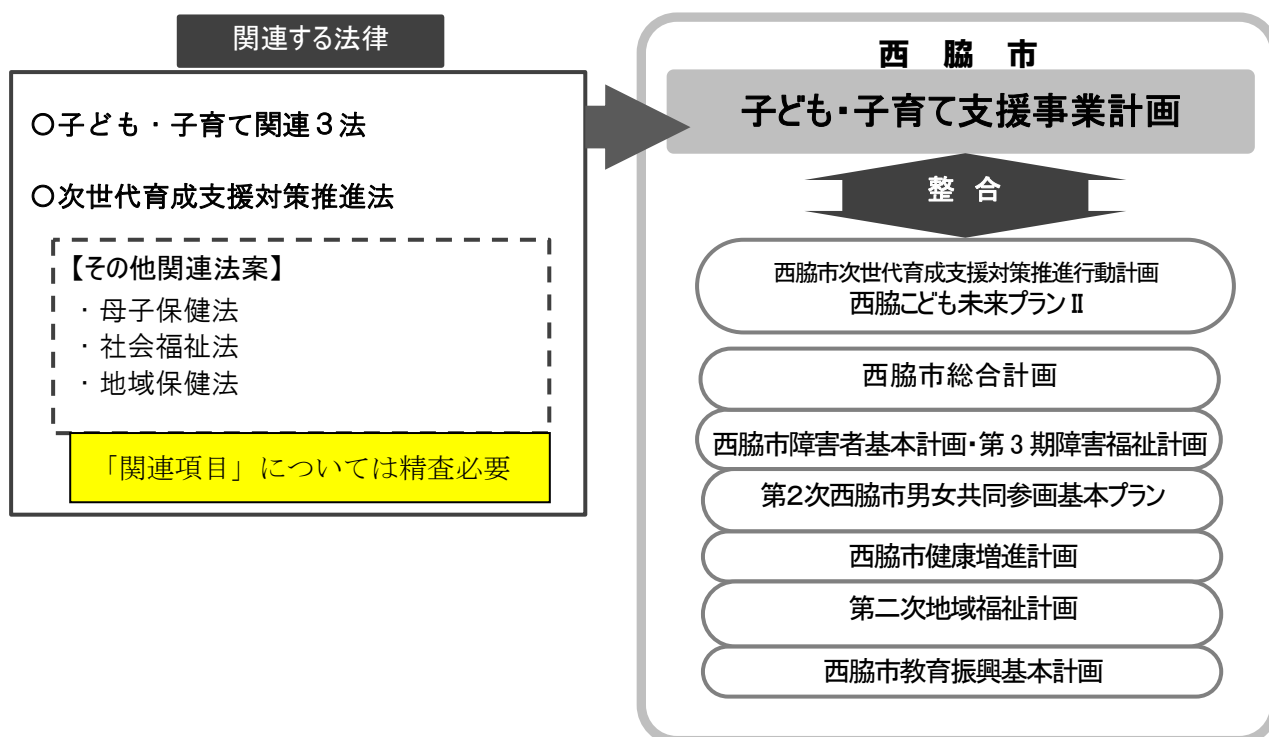 関連する法律
〇子ども・子育て関連３法
〇次世代育成支援対策推進法
【その他関連法案】
・母子保健法
・社会福祉法
・地域保健法
「関連項目」については精査必要
西脇市
子ども・子育て支援事業計画
整合
西脇市次世代育成支援対策推進行動計画
西脇こども未来プランⅡ
西脇市総合計画
西脇市障害者基本計画・第3期障害福祉計画
第２次西脇市男女共同参画基本プラン
西脇市健康増進計画
第二次地域福祉計画
西脇市教育振興基本計画